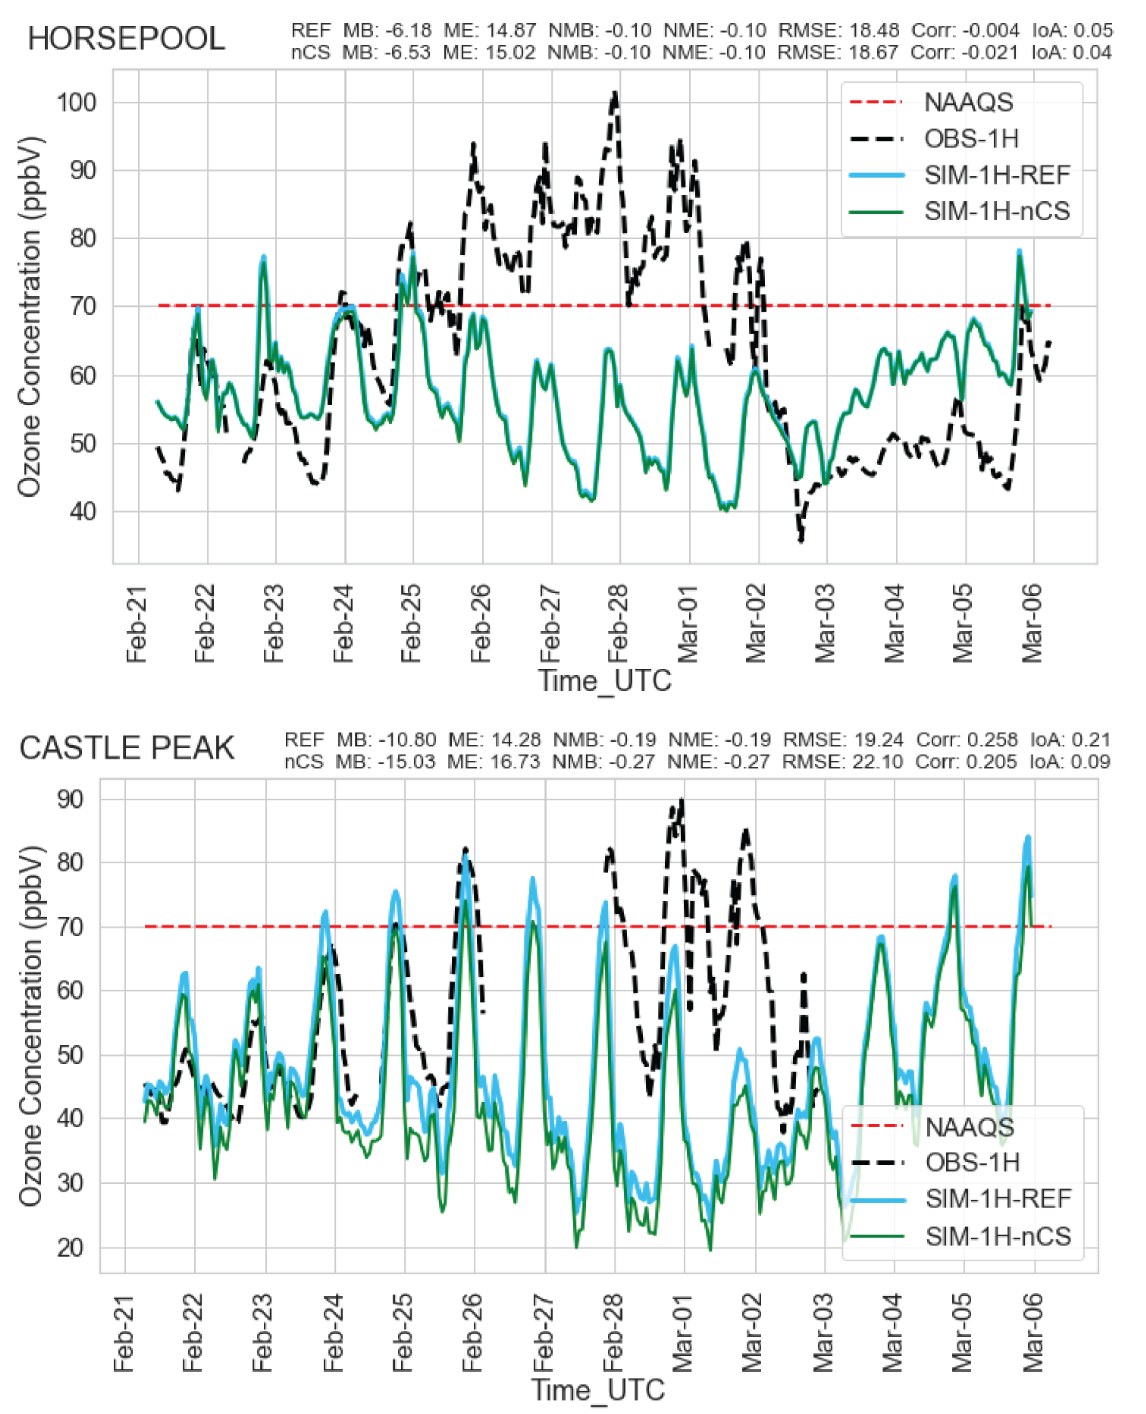 HORSEPOOL
REF MB: -6.18 ME: 14.87 NMB: -0.10 NME: -0.10 RMSE: 18.48 Corr: -0.004 IoA: 0.05
nCS MB: -6.53 ME: 15.02 NMB: -0.10 NME: -0.10 RMSE: 18.67 Corr: -0.021 IoA: 0.04
Ozone Concentration (ppbV)
100
90
80
70
60
50
40
NAAQS
OBS-1H
SIM-1H-REF
SIM-1H-nCS
Feb-21
Feb-22
Feb-23
Feb-24
Feb-25
Feb-26
Feb-27
Feb-28
Mar-01
Mar-02
Mar-03
Mar-04
Mar-05
Mar-06
Time_UTC
CASTLE PEAK
REF MB: -10.80 ME: 14.28 NMB: -0.19 NME: -0.19 RMSE: 19.24 Corr: 0.258 IoA: 0.21
nCS MB: -15.03 ME: 16.73 NMB: -0.27 NME: -0.27 RMSE: 22.10 Corr: 0.205 IoA: 0.09
Ozone Concentration (ppbV)
90
80
70
60
50
40
30
20
NAAQS
OBS-1H
SIM-1H-REF
SIM-1H-nCS
Feb-21
Feb-22
Feb-23
Feb-24
Feb-25
Feb-26
Feb-27
Feb-28
Mar-01
Mar-02
Mar-03
Mar-04
Mar-05
Mar-06
Time_UTC